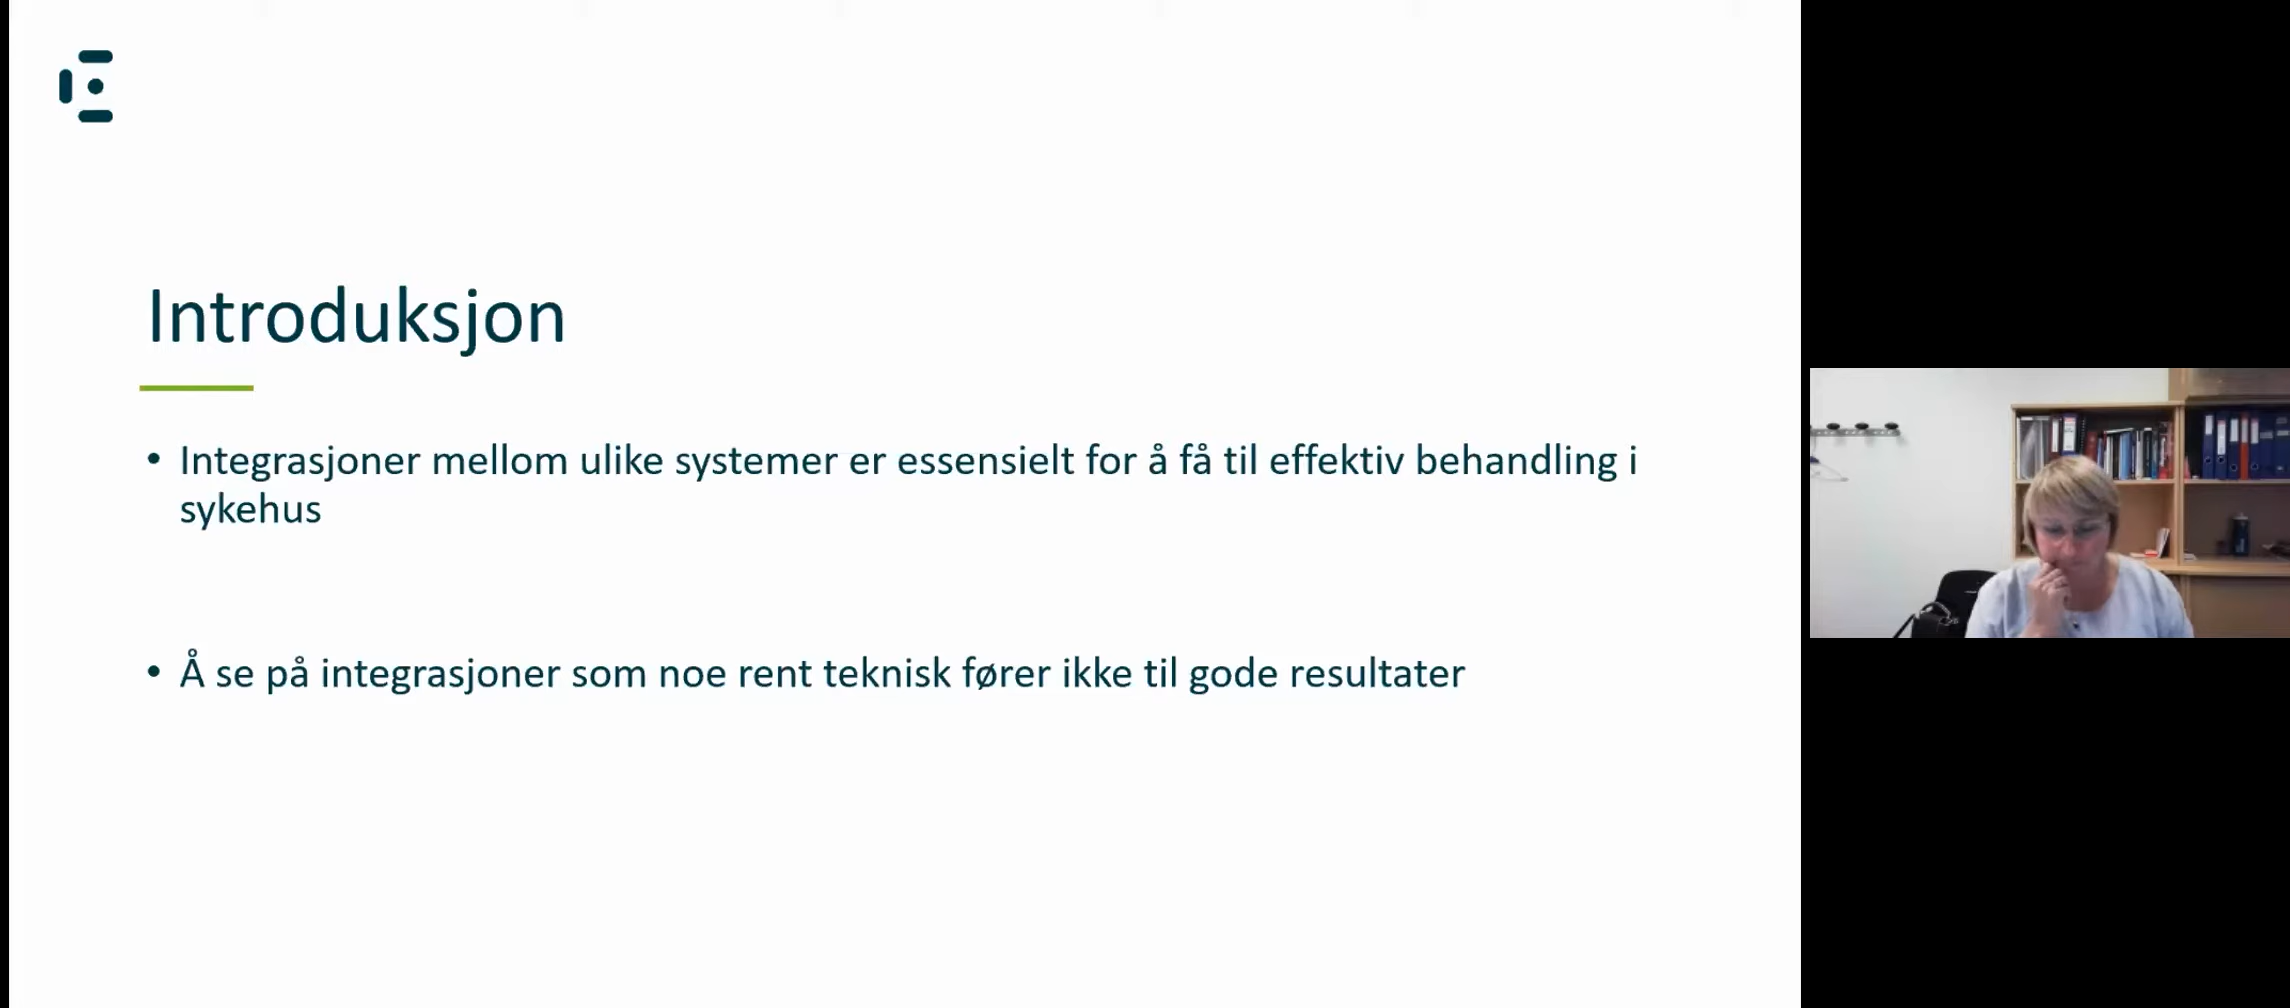 Introduksjon
• Integrasjoner mellom ulike systemer er essensielt for å få til effektiv behandling i
sykehus
• Å se på integrasjoner som noe rent teknisk fører ikke til gode resultater